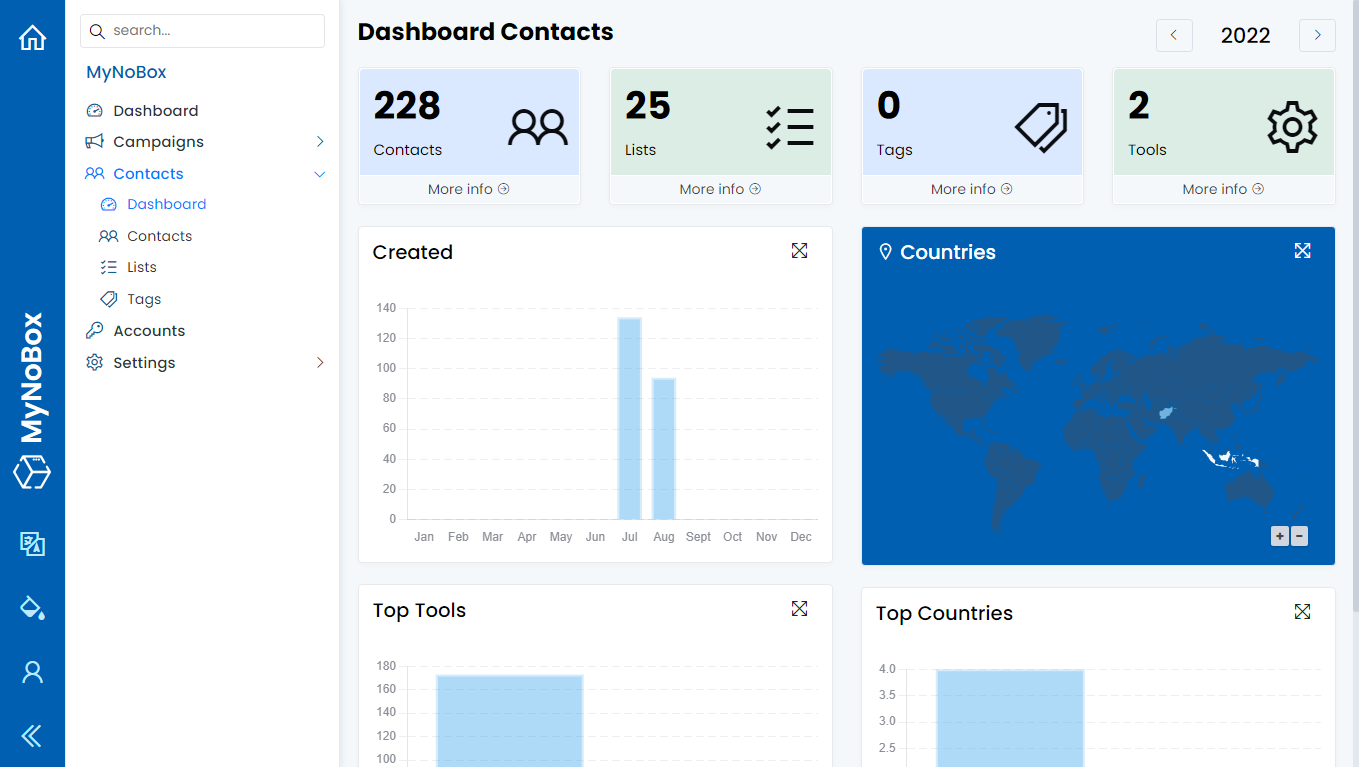 MyNoBox
search...
MyNoBox
Dashboard
Campaigns
Contacts
Dashboard
Contacts
Lists
Tags
Accounts
Settings
Dashboard Contacts
2022
228
Contacts
More info
25
Lists
More info
0
Tags
More info
2
Tools
More info
Created
140
120
100
80
60
40
20
0
Jan Feb Mar Apr May Jun Jul Aug Sept Oct Nov Dec
Countries
+ −
Top Tools
180
160
140
120
100
Top Countries
4.0
3.5
3.0
2.5